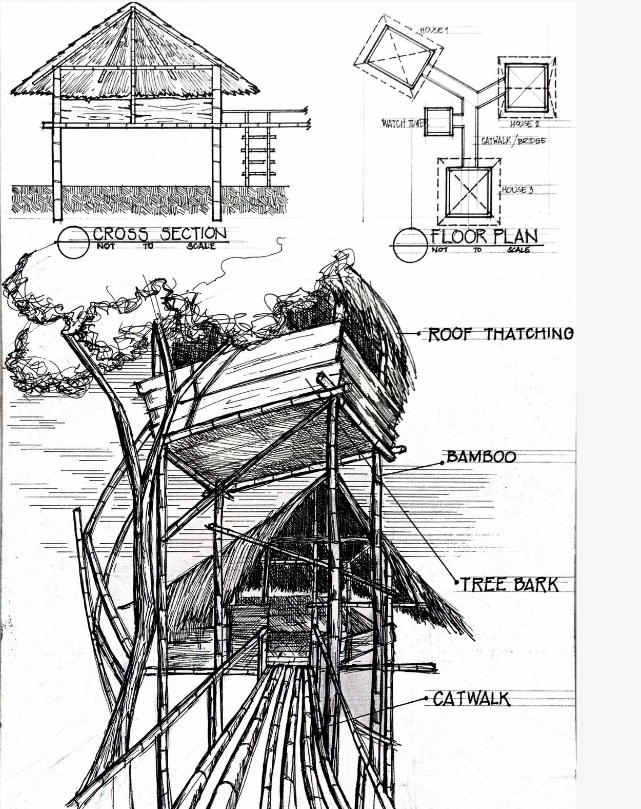 HOUSE 1
HOUSE 2
WATCH TOWER
CATWALK/BRIDGE
HOUSE 3
CROSS SECTION
NOT TO SCALE
FLOOR PLAN
NOT TO SCALE
ROOF THATCHING
BAMBOO
TREE BARK
CATWALK